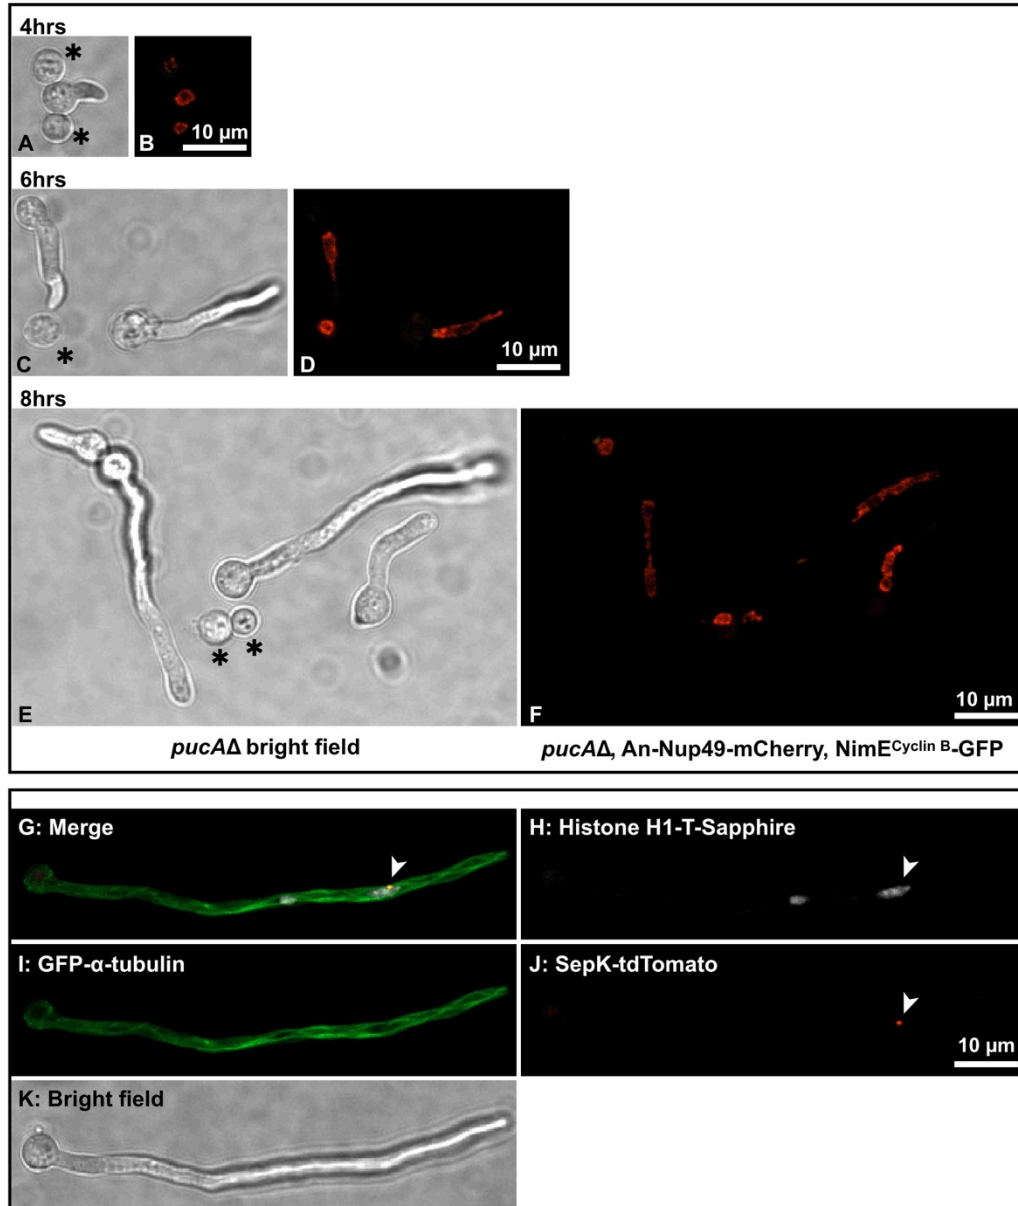 4hrs
*
*
A
B
10 µm
6hrs
*
C
D
10 µm
8hrs
* *
E
F
10 µm
pucAΔ bright field
pucAΔ, An-Nup49-mCherry, NimECyclin B-GFP
G: Merge
H: Histone H1-T-Sapphire
I: GFP-α-tubulin
J: SepK-tdTomato
10 µm
K: Bright field